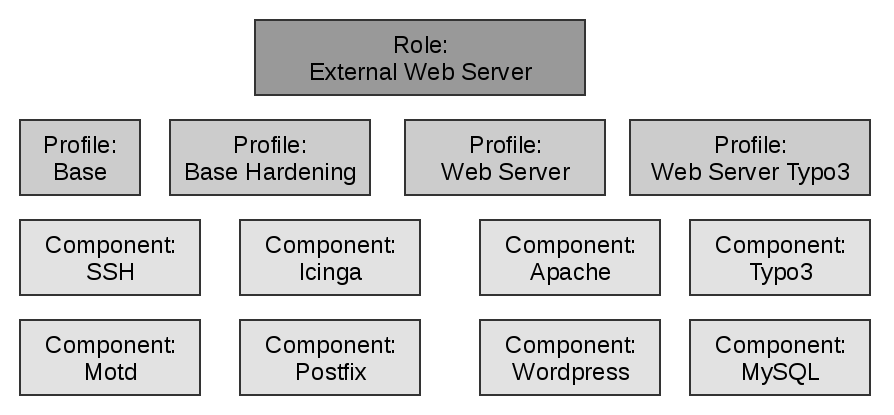 Role:
External Web Server
Profile:
Base
Profile:
Base Hardening
Profile:
Web Server
Profile:
Web Server Typo3
Component:
SSH
Component:
Icinga
Component:
Apache
Component:
Typo3
Component:
Motd
Component:
Postfix
Component:
Wordpress
Component:
MySQL